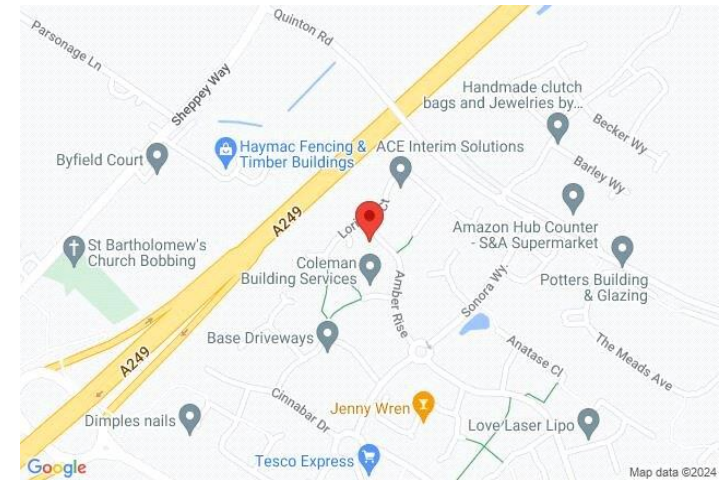 Parsonage Ln
Quinton Rd
Sheppey Way
Handmade clutch
bags and Jewelries by...
Becker Wy
Haymac Fencing &
Timber Buildings
ACE Interim Solutions
Byfield Court
Barley Wy
A249
Amazon Hub Counter
- S&A Supermarket
St Bartholomew's
Church Bobbing
Coleman
Building Services
Potters Building
& Glazing
Amber Rise
Sonora Wy.
Base Driveways
Anatase Cl
The Meads Ave
A249
Cinnabar Dr
Jenny Wren
Dimples nails
Love Laser Lipo
Tesco Express
Google
Map data ©2024